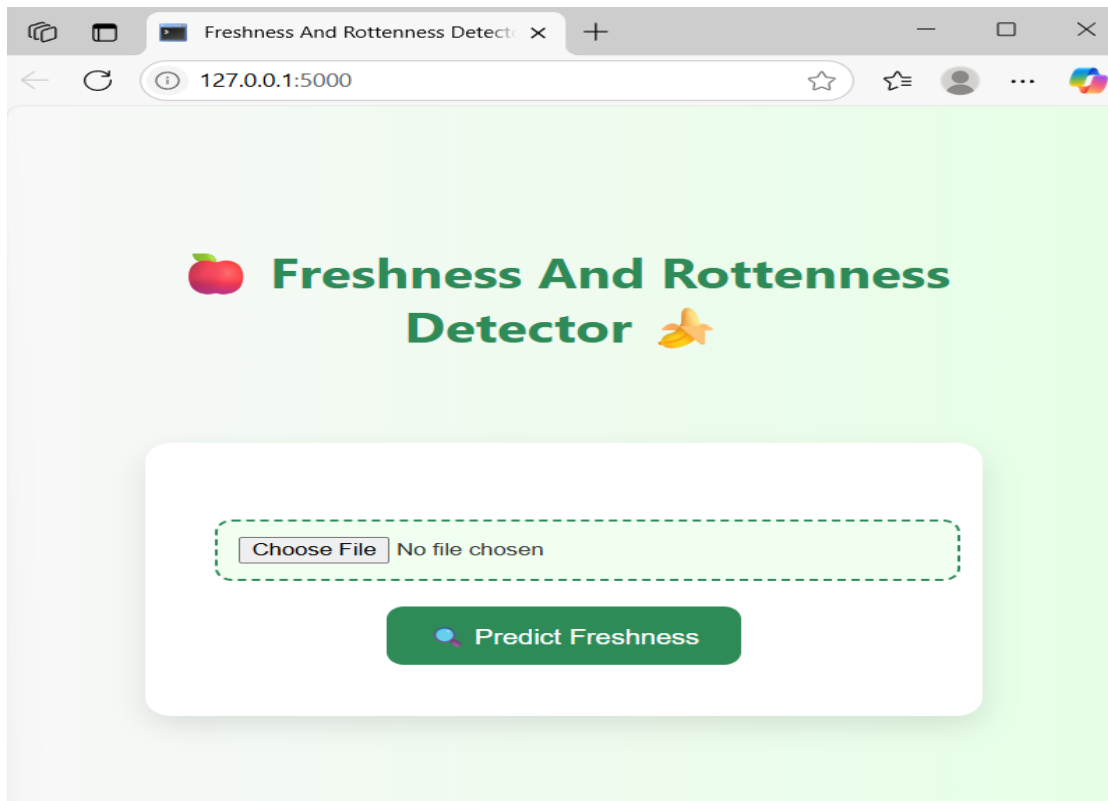 Freshness And Rottenness Detect
127.0.0.1:5000
Freshness And Rottenness
Detector
Choose File No file chosen
Predict Freshness